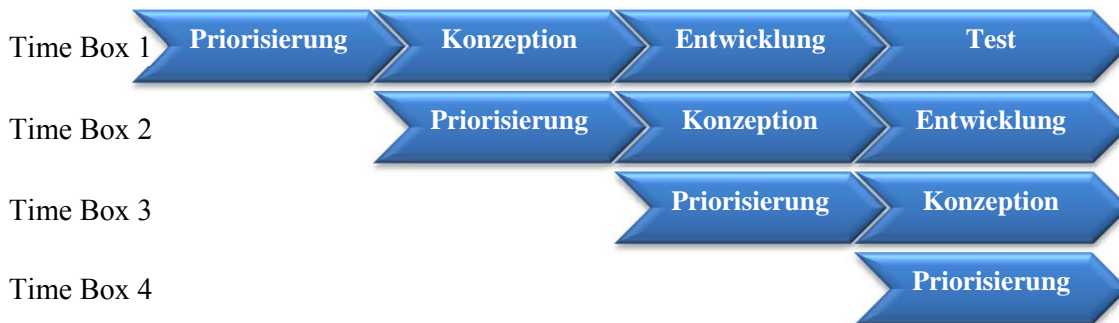 Time Box 1 Priorisierung Konzeption Entwicklung Test
Time Box 2 Priorisierung Konzeption Entwicklung
Time Box 3 Priorisierung Konzeption
Time Box 4 Priorisierung